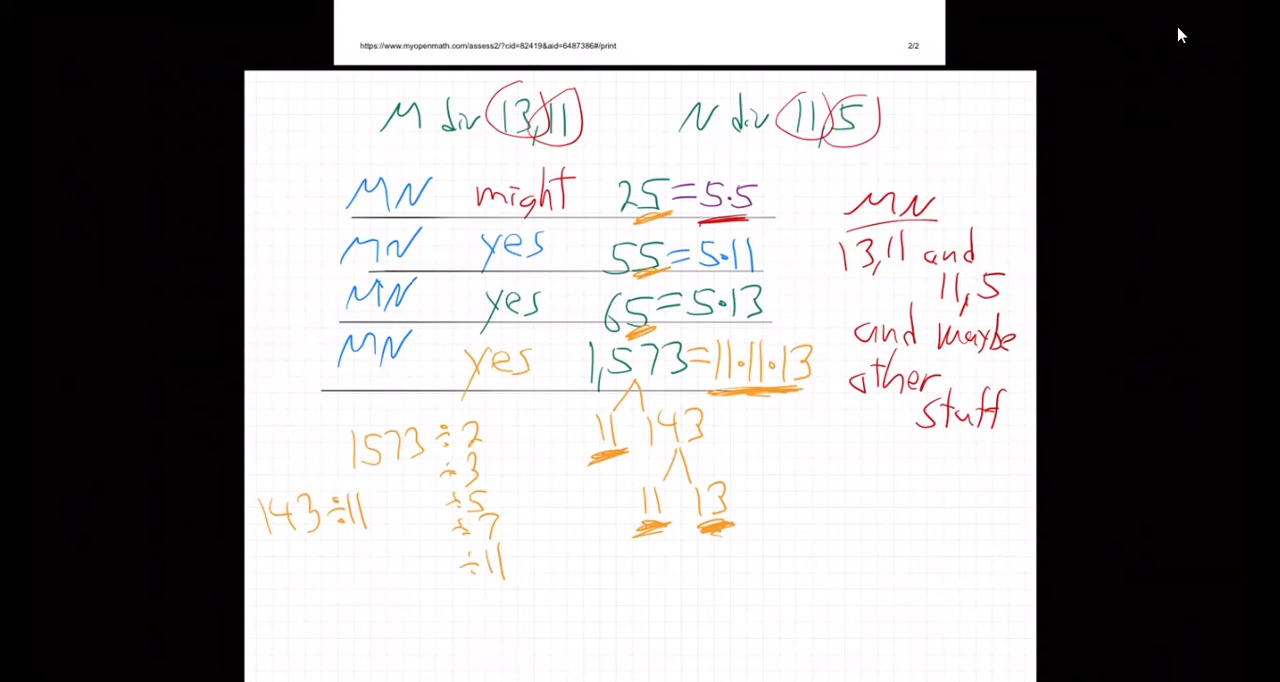 https://www.myopenmath.com/assess2/?cid=82419&aid=6487386#/print 2/2
M div 13,11 N div 11,5
MN might 25=5·5
MN yes 55=5·11
MN yes 65=5·13
MN yes 1,573=11·11·13
11 143
11 13
1573÷2
÷3
÷5
÷7
÷11
143÷11
MN
13,11 and
11,5
and maybe
other
stuff